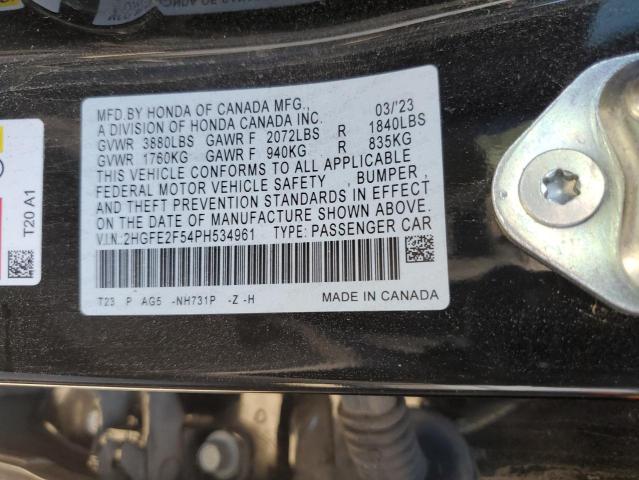 MFD.BY HONDA OF CANADA MFG., 03/'23
A DIVISION OF HONDA CANADA INC.
GVWR 3880LBS GAWR F 2072LBS R 1840LBS
GVWR 1760KG GAWR F 940KG R 835KG
THIS VEHICLE CONFORMS TO ALL APPLICABLE
FEDERAL MOTOR VEHICLE SAFETY , BUMPER ,
AND THEFT PREVENTION STANDARDS IN EFFECT
ON THE DATE OF MANUFACTURE SHOWN ABOVE.
V.I.N.:2HGFE2F54PH534961 TYPE: PASSENGER CAR
T23 P AG5 -NH731P -Z -H MADE IN CANADA
T20 A1